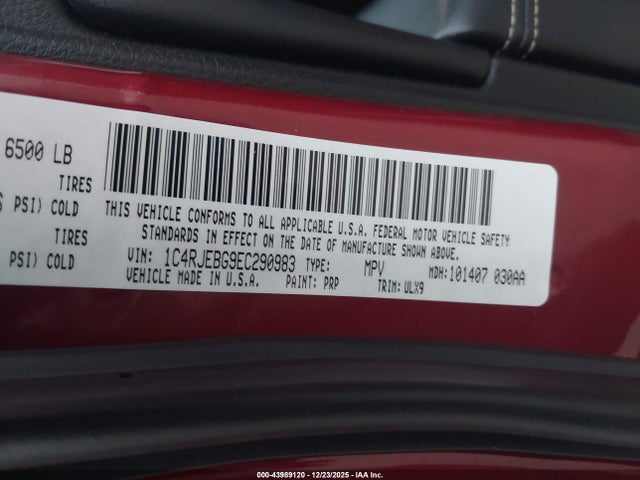 6500 LB
TIRES
PSI) COLD
TIRES
PSI) COLD
THIS VEHICLE CONFORMS TO ALL APPLICABLE U.S.A. FEDERAL MOTOR VEHICLE SAFETY
STANDARDS IN EFFECT ON THE DATE OF MANUFACTURE SHOWN ABOVE.
VIN: 1C4RJEBG9EC290983 TYPE: MPV MDH: 101407 030AA
VEHICLE MADE IN U.S.A. PAINT: PRP TRIM: ULX9
000-43989120 - 12/23/2025 - IAA Inc.